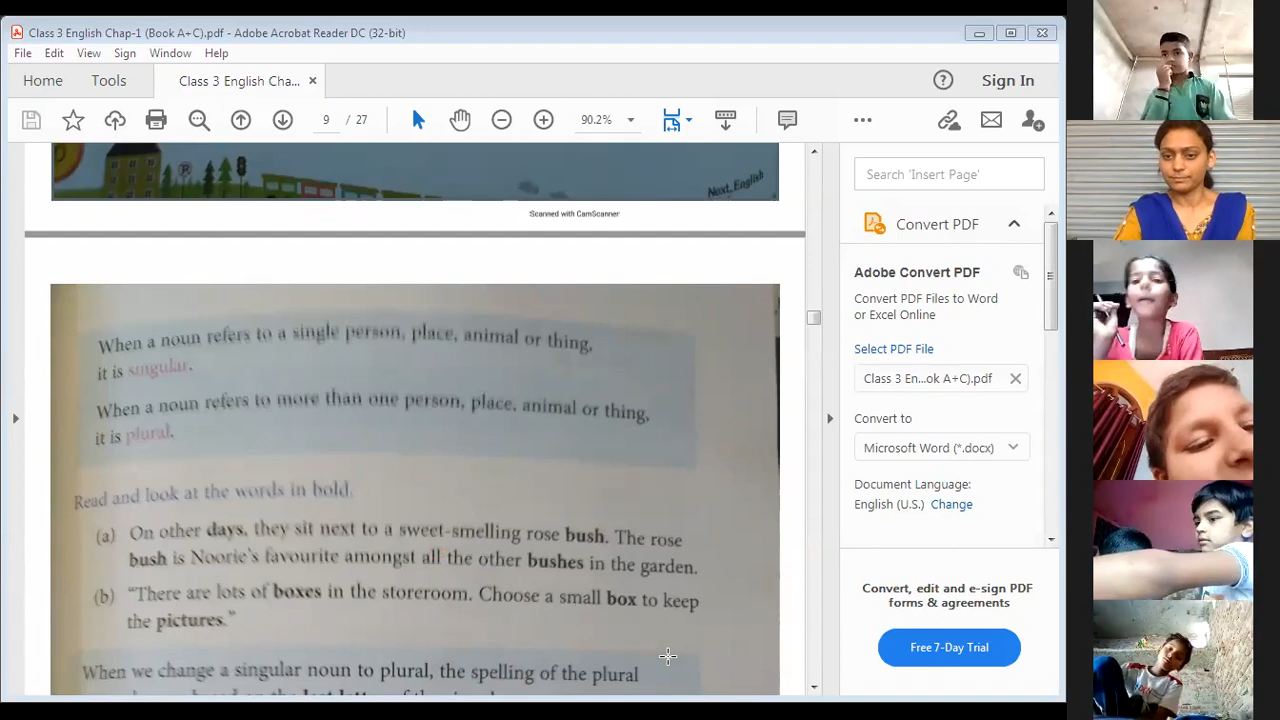 Class 3 English Chap-1 (Book A+C).pdf - Adobe Acrobat Reader DC (32-bit)
File Edit View Sign Window Help
Home Tools Class 3 English Cha... × Sign In
9 / 27 90.2%
Next, English
Scanned with CamScanner
When a noun refers to a single person, place, animal or thing,
it is singular.
When a noun refers to more than one person, place, animal or thing,
it is plural.
Read and look at the words in bold.
(a) On other days, they sit next to a sweet-smelling rose bush. The rose
bush is Noorie's favourite amongst all the other bushes in the garden.
(b) "There are lots of boxes in the storeroom. Choose a small box to keep
the pictures."
When we change a singular noun to plural, the spelling of the plural
Search 'Insert Page'
Convert PDF
Adobe Convert PDF
Convert PDF Files to Word
or Excel Online
Select PDF File
Class 3 En...ok A+C).pdf
Convert to
Microsoft Word (*.docx)
Document Language:
English (U.S.) Change
Convert, edit and e-sign PDF
forms & agreements
Free 7-Day Trial